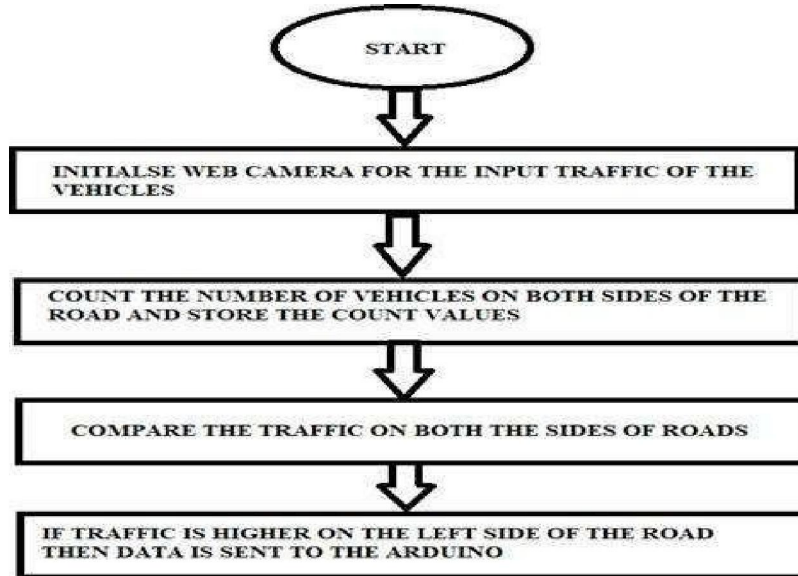 START
INITIALSE WEB CAMERA FOR THE INPUT TRAFFIC OF THE
VEHICLES
COUNT THE NUMBER OF VEHICLES ON BOTH SIDES OF THE
ROAD AND STORE THE COUNT VALUES
COMPARE THE TRAFFIC ON BOTH THE SIDES OF ROADS
IF TRAFFIC IS HIGHER ON THE LEFT SIDE OF THE ROAD
THEN DATA IS SENT TO THE ARDUINO